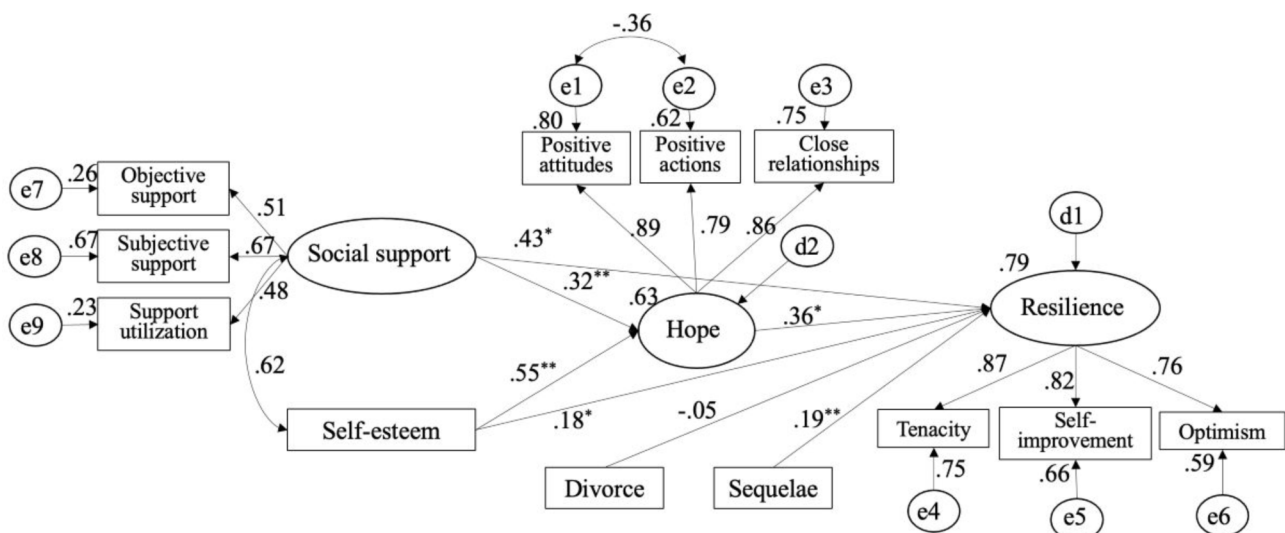 -.36
e1
e2
e3
.80
.62
.75
Positive
attitudes
Positive
actions
Close
relationships
e7
.26
Objective
support
.51
e8
.67
Subjective
support
.67
Social support
.48
e9
.23
Support
utilization
.43*
.32**
.89
.79
.86
d2
d1
.79
Resilience
.63
Hope
.36*
.62
.55**
.87
.82
.76
Self-esteem
.18*
-.05
.19**
Tenacity
Self-
improvement
Optimism
Divorce
Sequelae
.75
.66
.59
e4
e5
e6